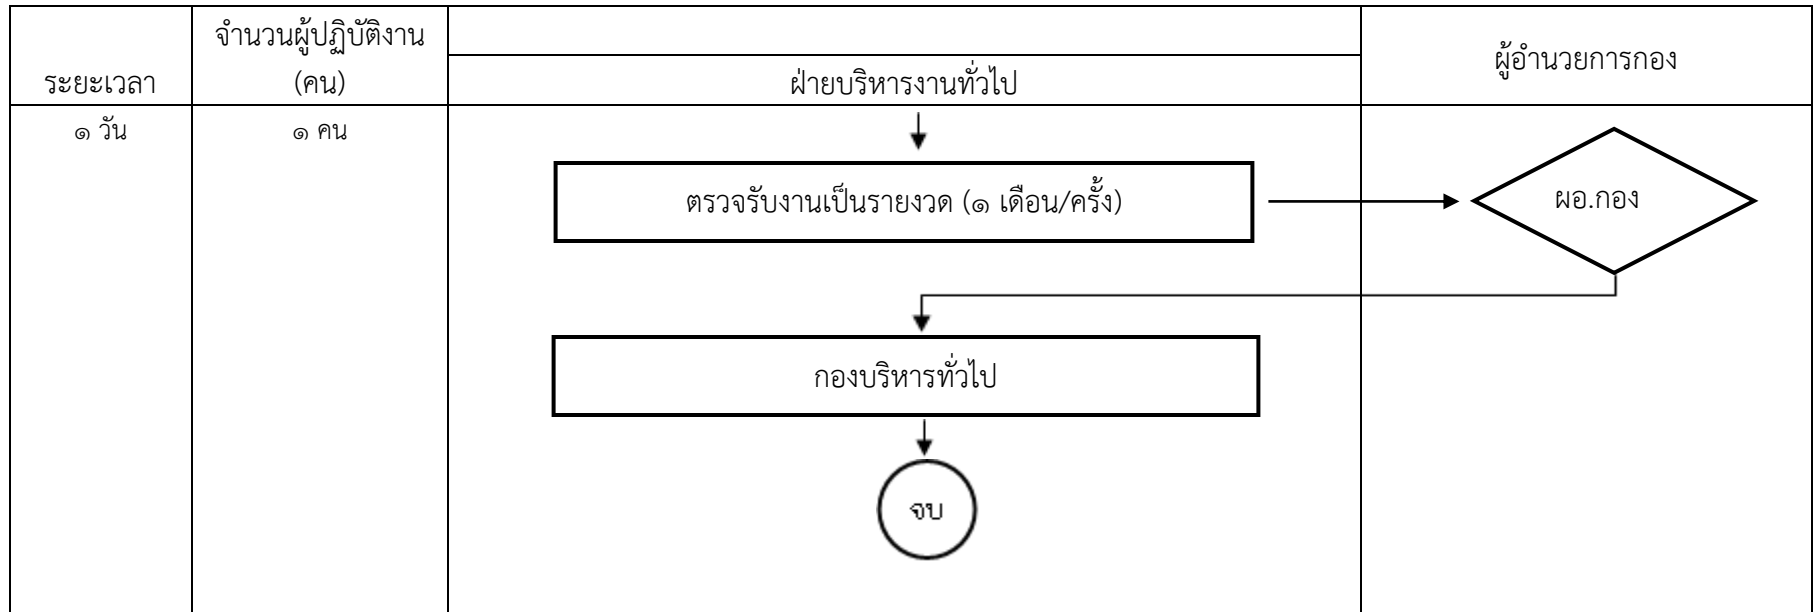 ระยะเวลา
จำนวนผู้ปฏิบัติงาน
(คน)
ฝ่ายบริหารงานทั่วไป
ผู้อำนวยการกอง
๑ วัน
๑ คน
ตรวจรับงานเป็นรายงวด (๑ เดือน/ครั้ง)
ผอ.กอง
กองบริหารทั่วไป
จบ